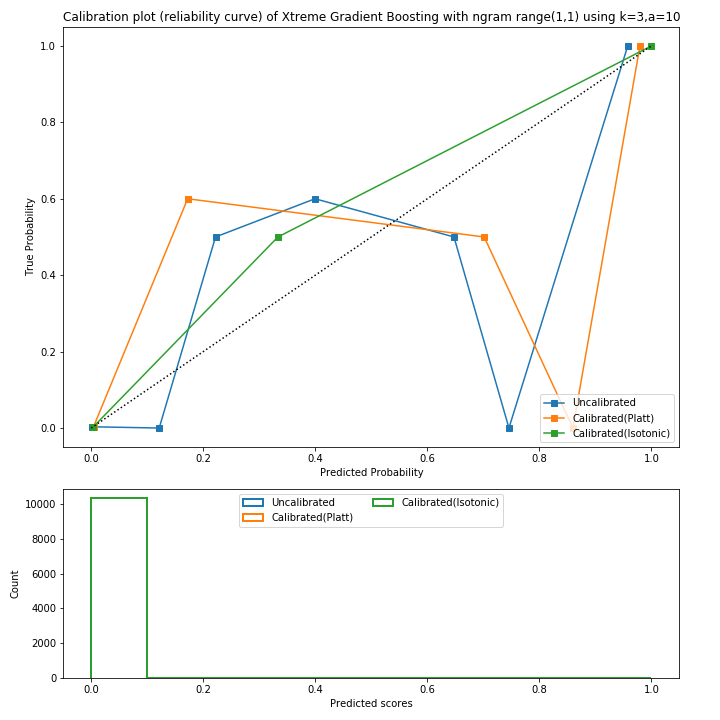 Calibration plot (reliability curve) of Xtreme Gradient Boosting with ngram range(1,1) using k=3,a=10
1.0
0.8
0.6
0.4
0.2
0.0
True Probability
Uncalibrated
Calibrated(Platt)
Calibrated(Isotonic)
0.0 0.2 0.4 0.6 0.8 1.0
Predicted Probability
Uncalibrated Calibrated(Isotonic)
Calibrated(Platt)
10000
8000
6000
4000
2000
0
Count
0.0 0.2 0.4 0.6 0.8 1.0
Predicted scores